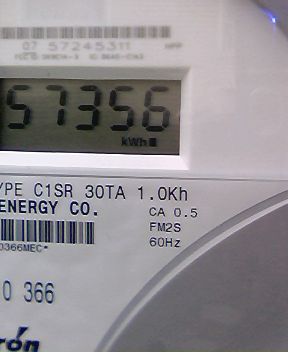 07 57245311
57356
kWh
YPE C1SR 30TA 1.0Kh
ENERGY CO.
CA 0.5
FM2S
60Hz
0366MEC*
0 366
rón